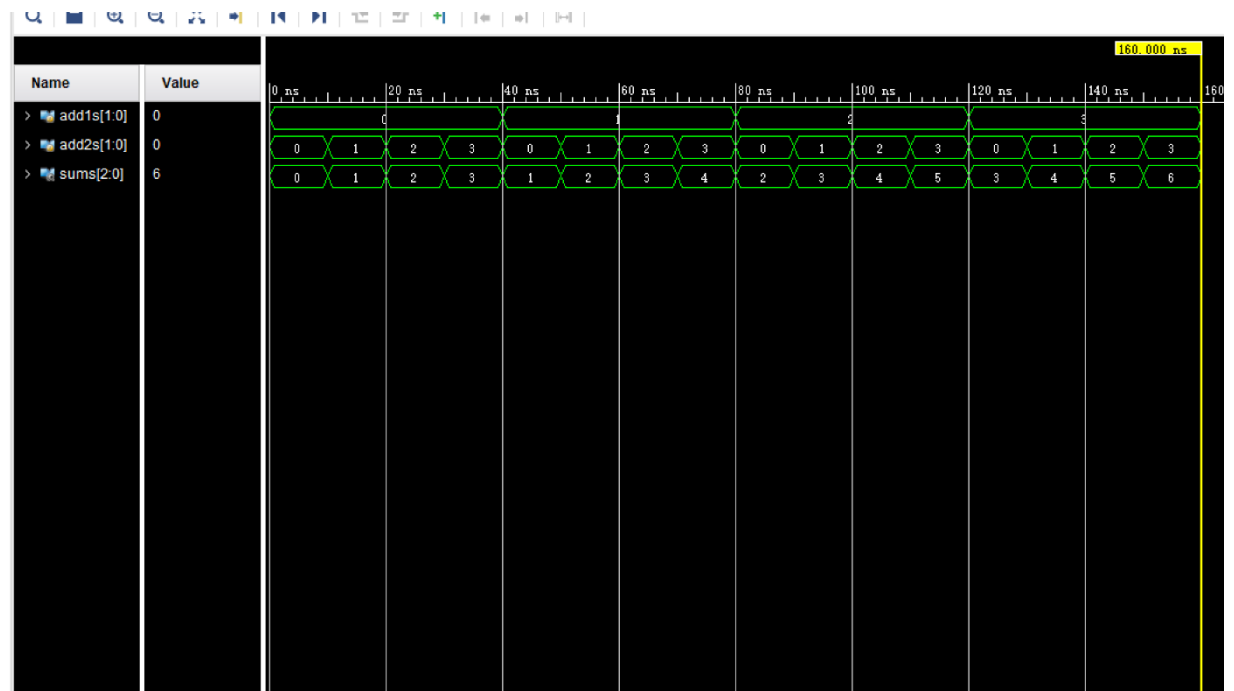 160.000 ns
Name Value
0 ns 20 ns 40 ns 60 ns 80 ns 100 ns 120 ns 140 ns 160
> add1s[1:0] 0 0 1 2 3
> add2s[1:0] 0 0 1 2 3 0 1 2 3 0 1 2 3 0 1 2 3
> sums[2:0] 6 0 1 2 3 1 2 3 4 2 3 4 5 3 4 5 6